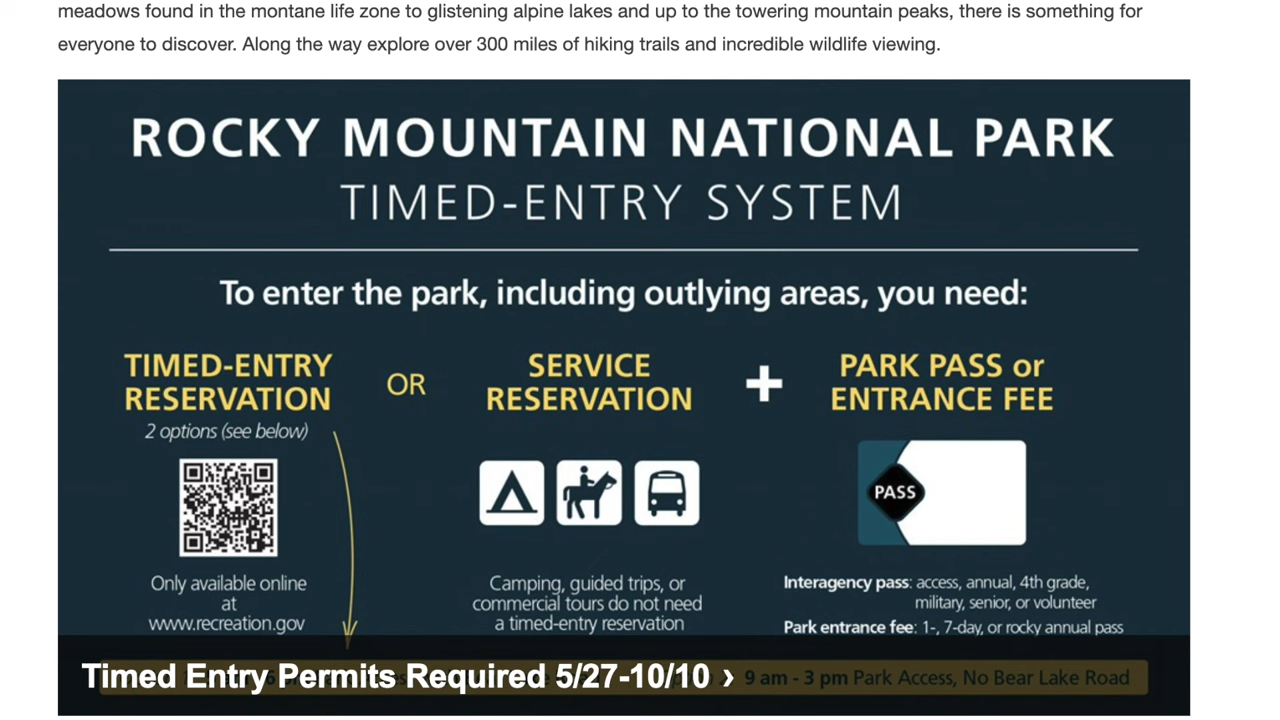 meadows found in the montane life zone to glistening alpine lakes and up to the towering mountain peaks, there is something for
everyone to discover. Along the way explore over 300 miles of hiking trails and incredible wildlife viewing.
ROCKY MOUNTAIN NATIONAL PARK
TIMED-ENTRY SYSTEM
To enter the park, including outlying areas, you need:
TIMED-ENTRY
RESERVATION
2 options (see below)
Only available online
at
www.recreation.gov
OR
SERVICE
RESERVATION
Camping, guided trips, or
commercial tours do not need
a timed-entry reservation
+
PARK PASS or
ENTRANCE FEE
PASS
Interagency pass: access, annual, 4th grade,
military, senior, or volunteer
Park entrance fee: 1-, 7-day, or rocky annual pass
Timed Entry Permits Required 5/27-10/10 ›
9 am - 3 pm Park Access, No Bear Lake Road